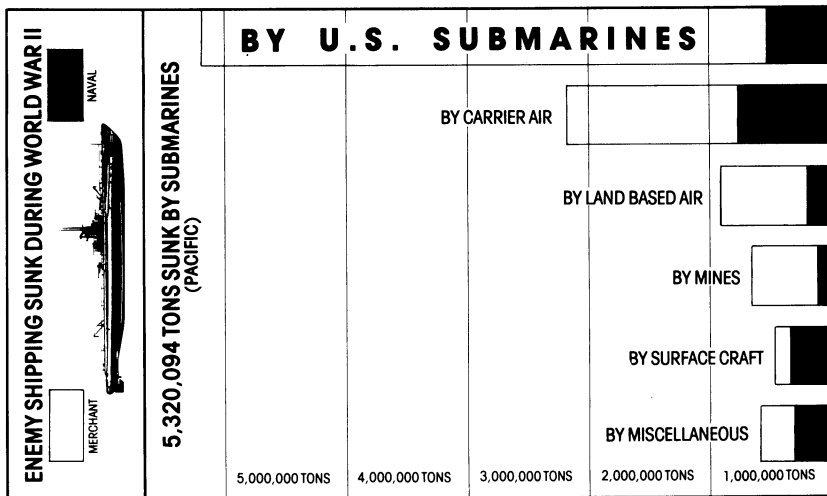 ENEMY SHIPPING SUNK DURING WORLD WAR II
NAVAL
MERCHANT
5,320,094 TONS SUNK BY SUBMARINES
(PACIFIC)
BY U.S. SUBMARINES
BY CARRIER AIR
BY LAND BASED AIR
BY MINES
BY SURFACE CRAFT
BY MISCELLANEOUS
5,000,000 TONS
4,000,000 TONS
3,000,000 TONS
2,000,000 TONS
1,000,000 TONS